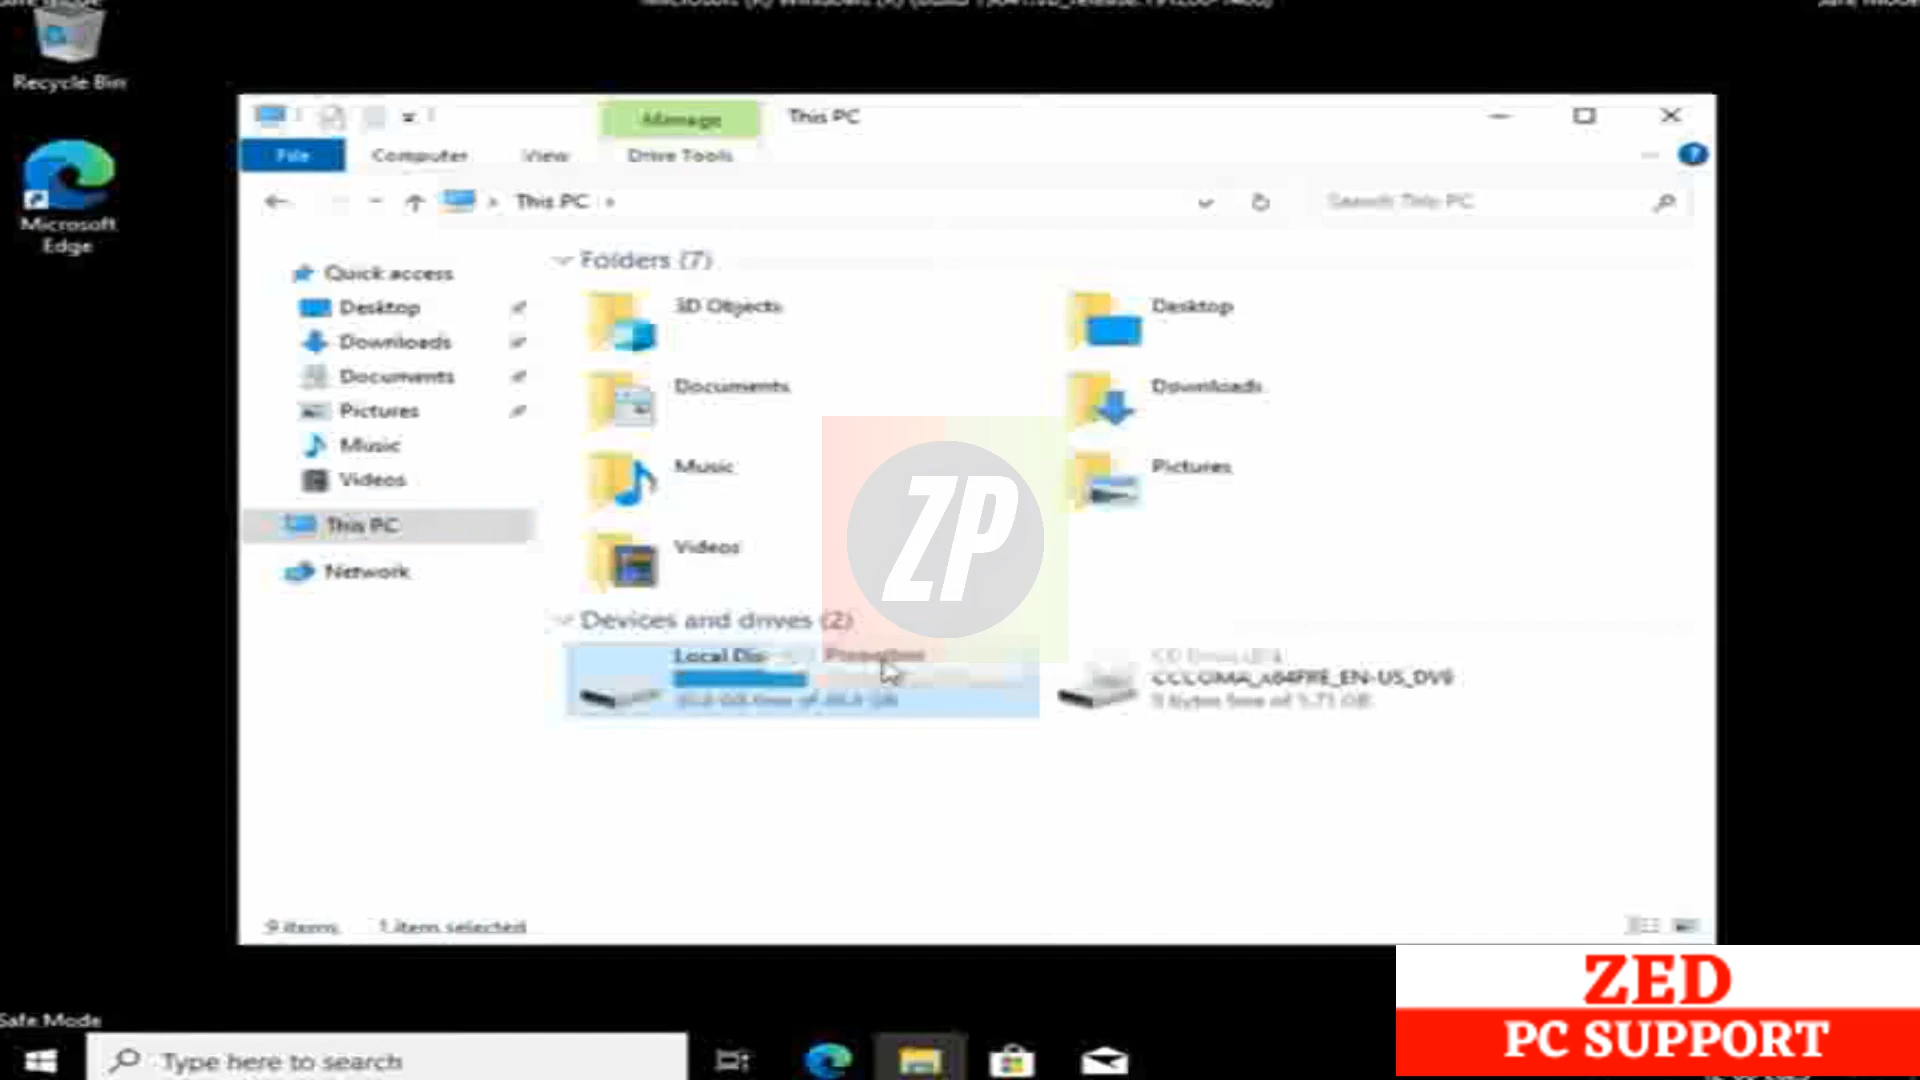 Recycle Bin
Microsoft
Edge
Manage
This PC
File
Computer
View
Drive Tools
This PC
Search This PC
Quick access
Desktop
Downloads
Documents
Pictures
Music
Videos
This PC
Network
Folders (7)
3D Objects
Desktop
Documents
Downloads
Music
Pictures
Videos
Devices and drives (2)
Local Dis
Properties
CCCOMA_X64FRE_EN-US_DV9
9 items
1 item selected
ZP
ZED
PC SUPPORT
Safe Mode
Type here to search